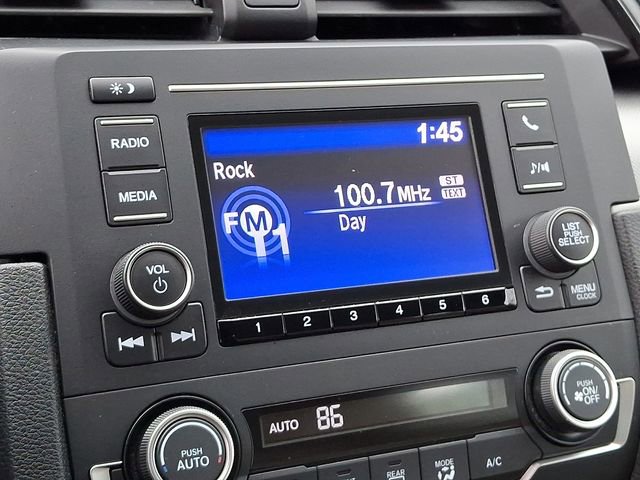 1:45
RADIO
Rock
ST
MEDIA
100.7MHz
TEXT
FM1
Day
LIST
PUSH
SELECT
VOL
MENU
CLOCK
1 2 3 4 5 6
AUTO 86
PUSH
ON/
OFF
PUSH
AUTO
REAR
MODE
A/C